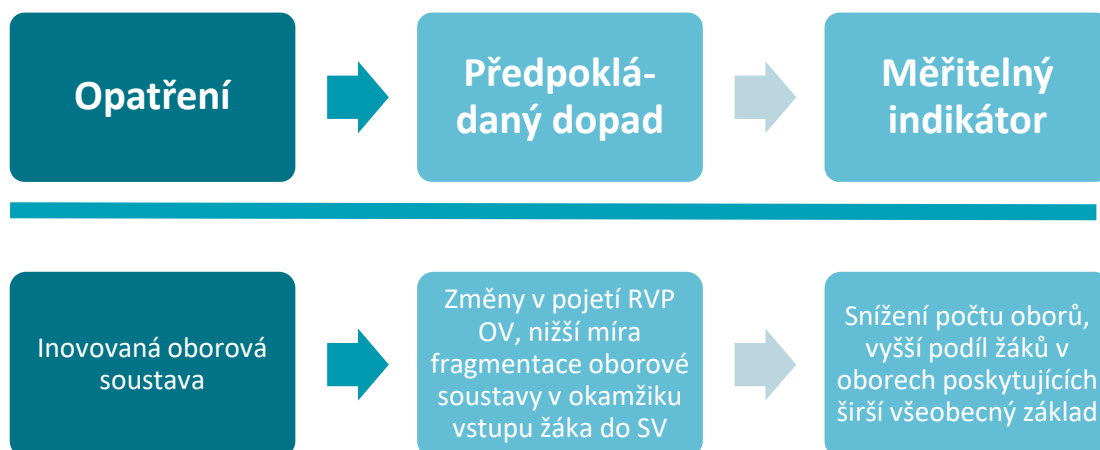 Opatření
Předpoklá-
daný dopad
Měřitelný
indikátor
Inovovaná oborová
soustava
Změny v pojetí RVP
OV, nižší míra
fragmentace oborové
soustavy v okamžiku
vstupu žáka do SV
Snížení počtu oborů,
vyšší podíl žáků v
oborech poskytujících
širší všeobecný základ